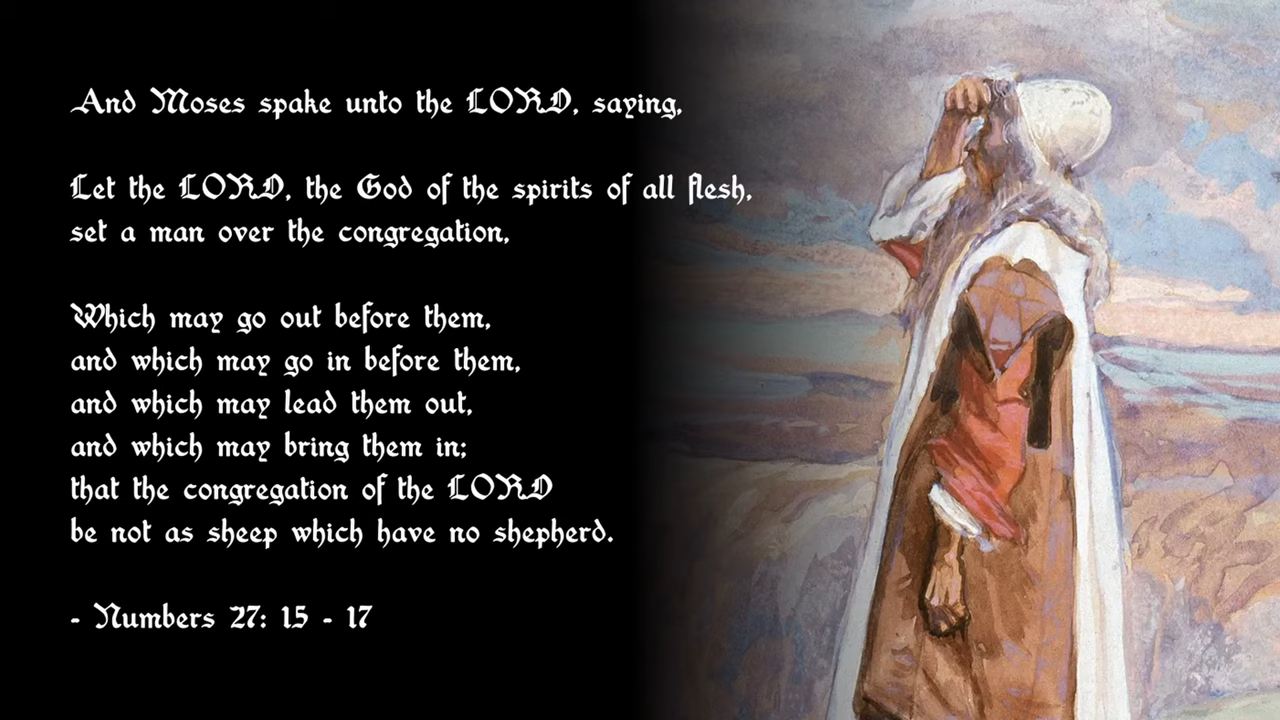 And Moses spake unto the LORD, saying,
Let the LORD, the God of the spirits of all flesh,
set a man over the congregation,
Which may go out before them,
and which may go in before them,
and which may lead them out,
and which may bring them in;
that the congregation of the LORD
be not as sheep which have no shepherd.
- Numbers 27: 15 - 17